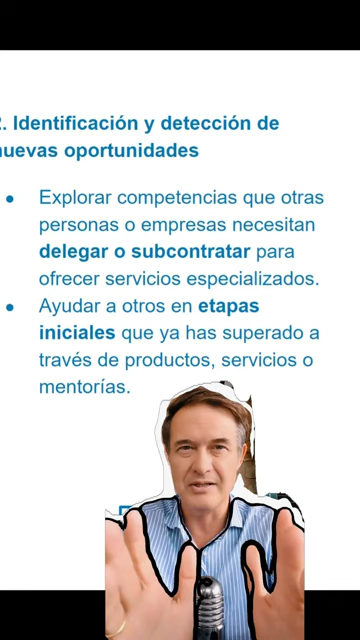 2. Identificación y detección de
nuevas oportunidades
● Explorar competencias que otras
personas o empresas necesitan
delegar o subcontratar para
ofrecer servicios especializados.
● Ayudar a otros en etapas
iniciales que ya has superado a
través de productos, servicios o
mentorías.